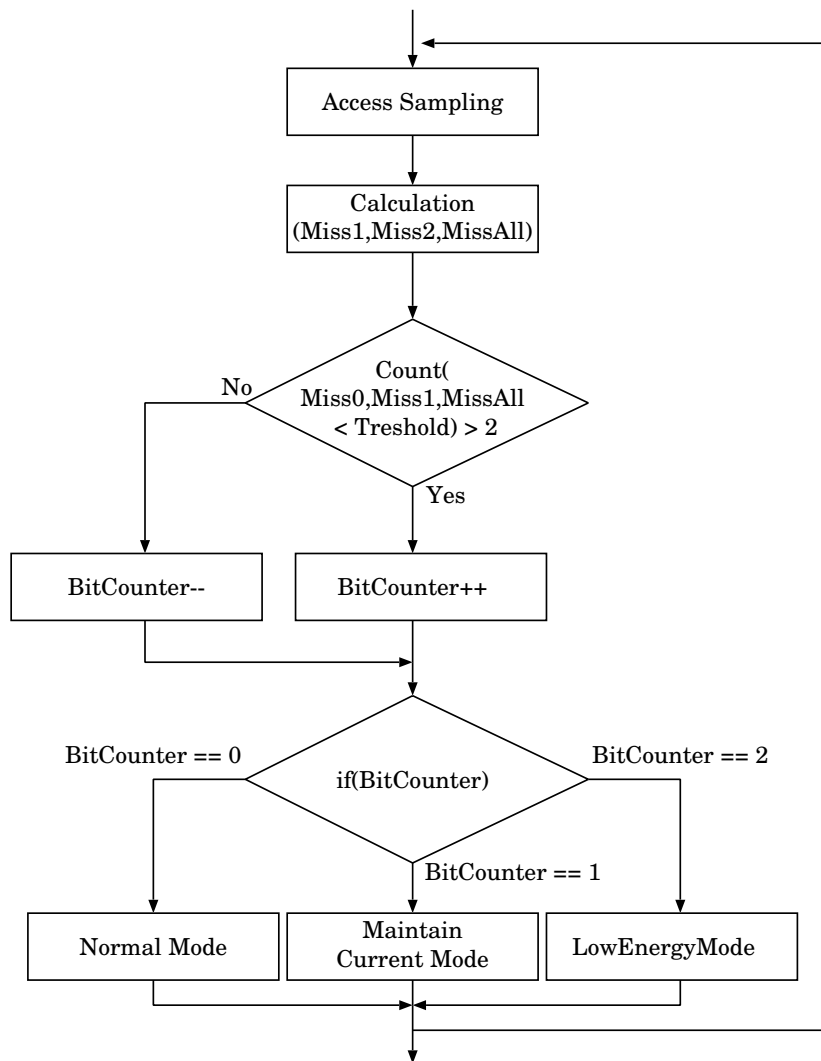 Access Sampling
Calculation
(Miss1,Miss2,MissAll)
Count(
Miss0,Miss1,MissAll
< Treshold) > 2
No
Yes
BitCounter--
BitCounter++
BitCounter == 0
if(BitCounter)
BitCounter == 2
BitCounter == 1
Normal Mode
Maintain
Current Mode
LowEnergyMode